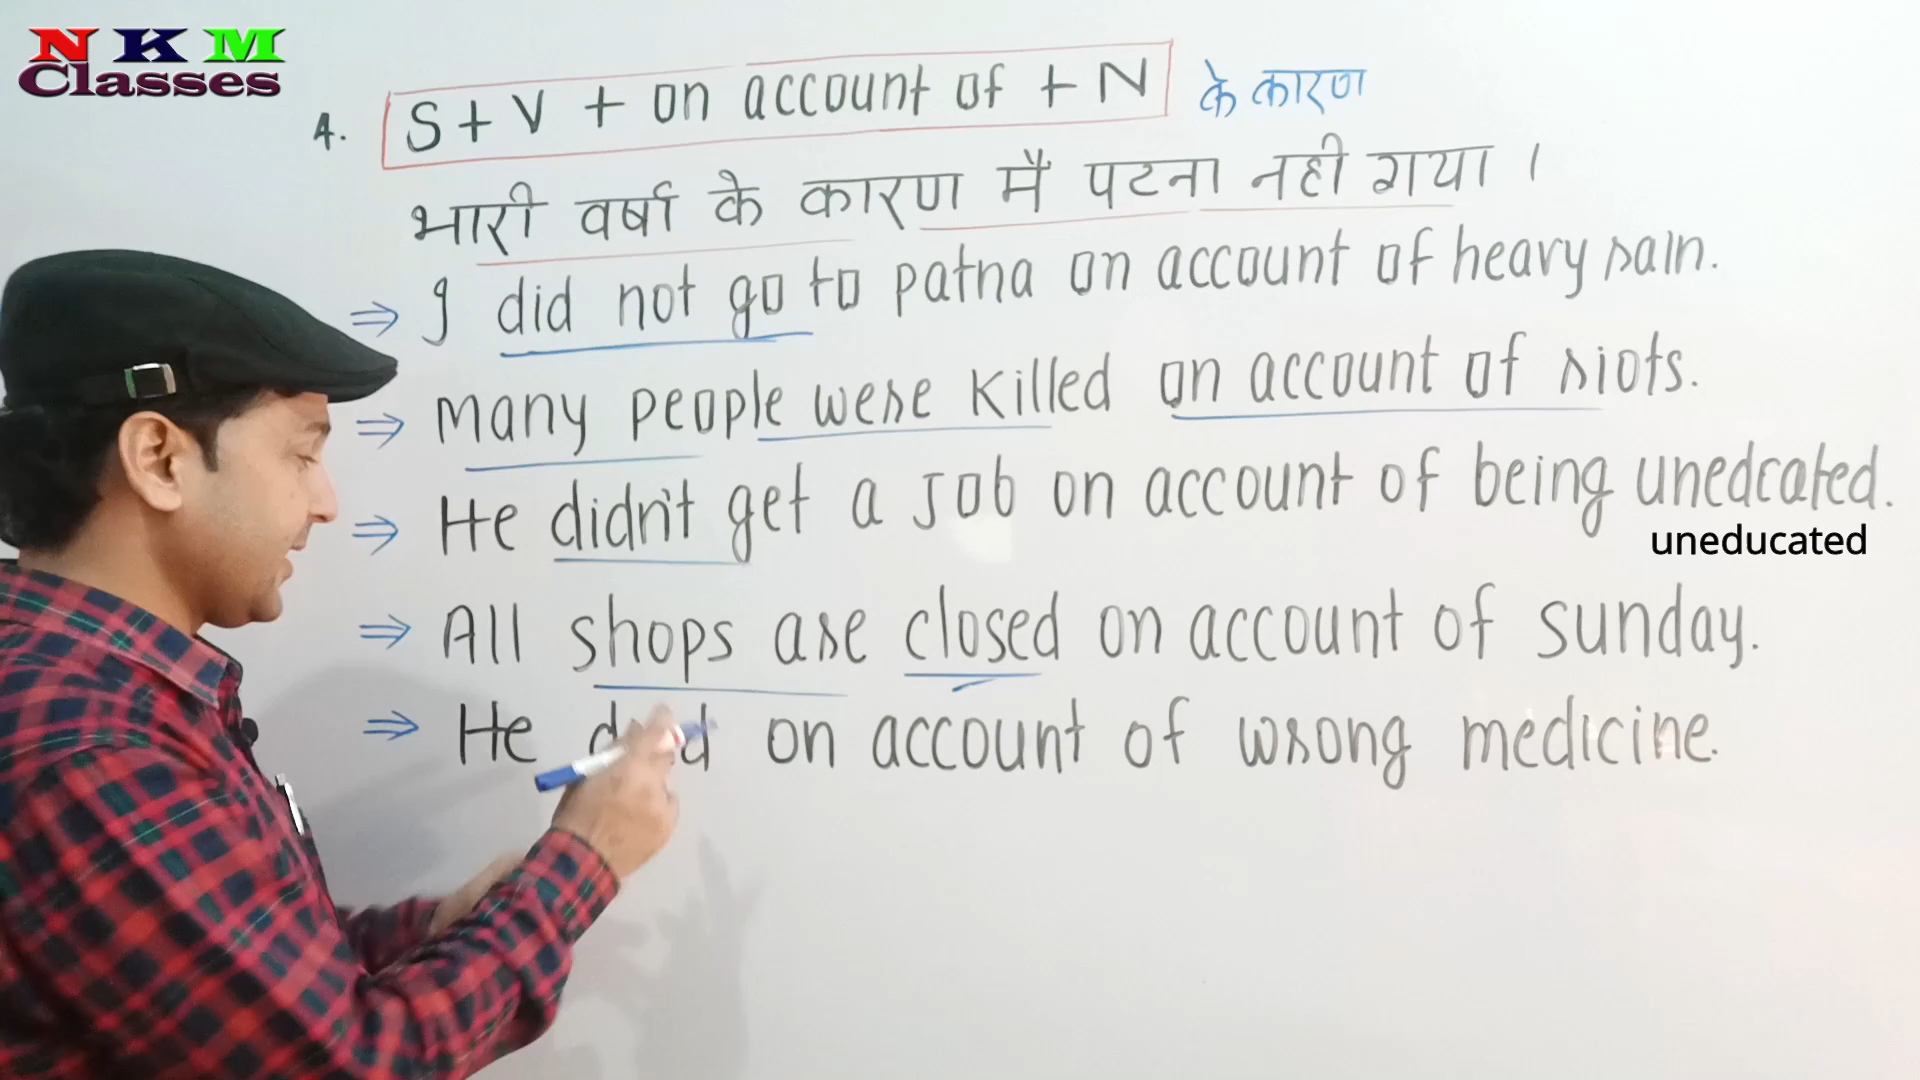 NKM
Classes
4. S + V + on account of + N के कारण
भारी वर्षा के कारण मै पटना नही गया ।
⇒ I did not go to patna on account of heavy rain.
⇒ Many people were killed on account of riots.
⇒ He didn't get a Job on account of being unedcated.
uneducated
⇒ All shops are closed on account of sunday.
⇒ He on account of wrong medicine.